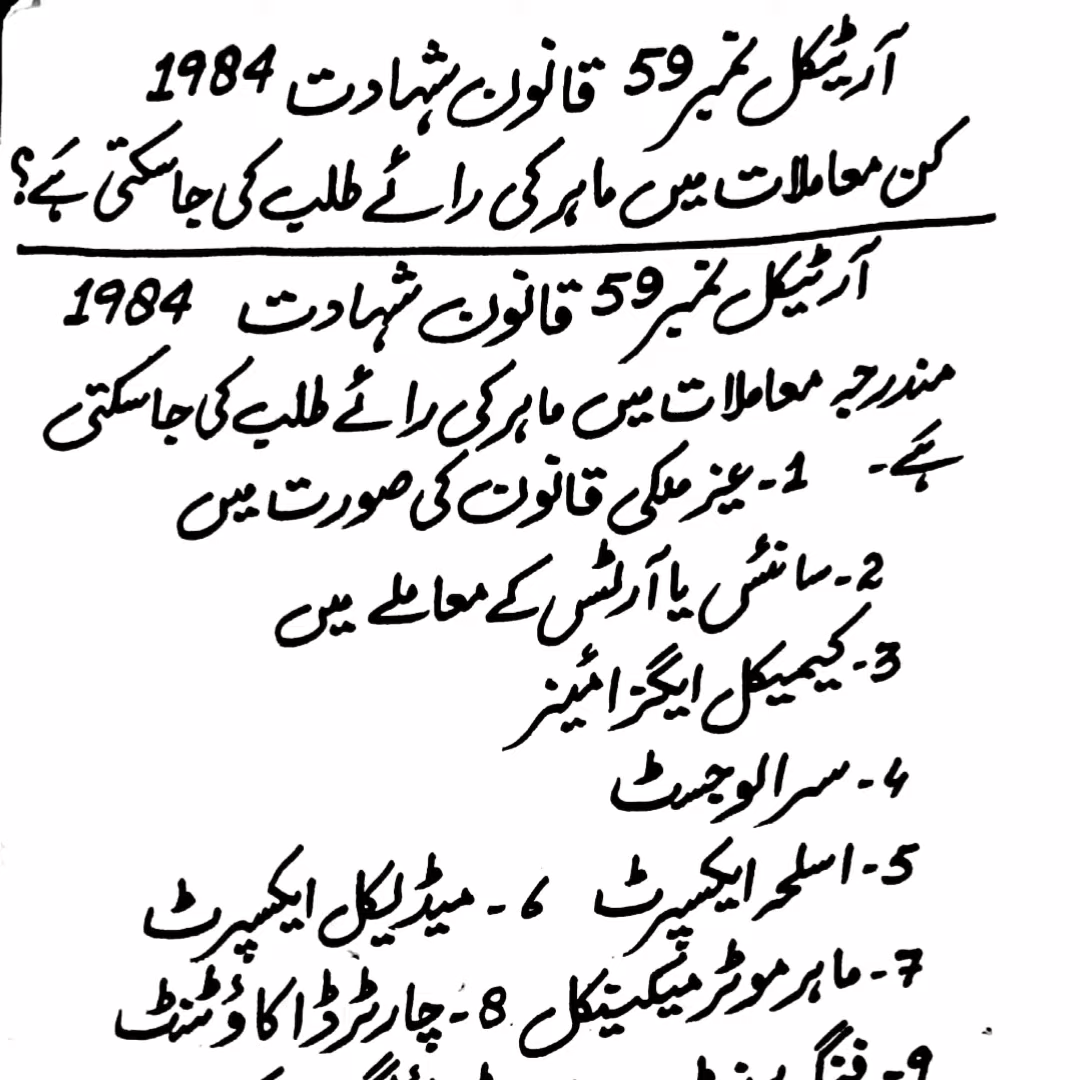 آرٹیکل نمبر 59 قانون شہادت 1984
کن معاملات میں ماہر کی رائے طلب کی جاسکتی ہے؟
آرٹیکل نمبر 59 قانون شہادت 1984
مندرجہ معاملات میں ماہر کی رائے طلب کی جاسکتی
ہے۔ 1۔ غیر ملکی قانون کی صورت میں
2۔ سائنس یا آرٹس کے معاملے میں
3۔ کیمیکل ایگزامینر
4۔ سرالوجسٹ
5۔ اسلحہ ایکسپرٹ 6۔ میڈیکل ایکسپرٹ
7۔ ماہر موٹر میکینکل 8۔ چارٹرڈ اکاؤنٹنٹ
9۔ فنگر